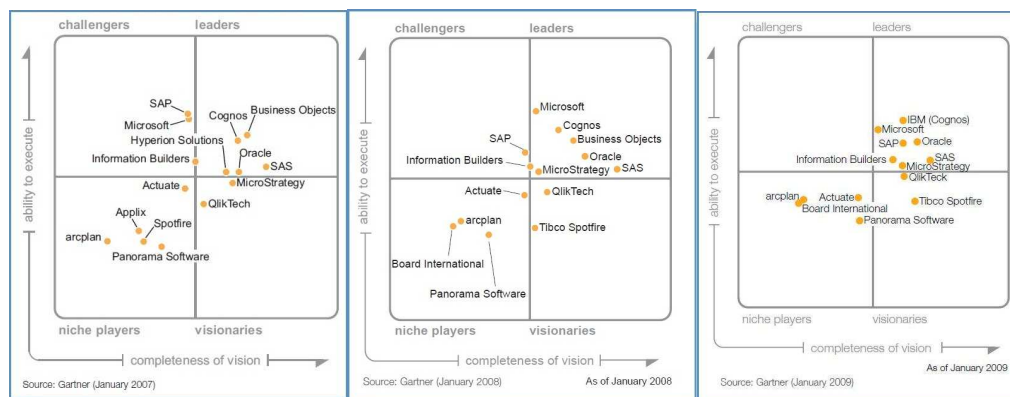 challengers
leaders
SAP
Microsoft
Cognos
Business Objects
Hyperion Solutions
Oracle
Information Builders
SAS
Actuate
MicroStrategy
QlikTech
Applix
Spotfire
arcplan
Panorama Software
ability to execute
niche players
visionaries
completeness of vision
Source: Gartner (January 2007)
challengers
leaders
Microsoft
Cognos
SAP
Business Objects
Information Builders
Oracle
MicroStrategy
SAS
Actuate
QlikTech
arcplan
Tibco Spotfire
Board International
Panorama Software
ability to execute
niche players
visionaries
completeness of vision
Source: Gartner (January 2008)
As of January 2008
challengers
leaders
IBM (Cognos)
Microsoft
SAP
Oracle
Information Builders
SAS
MicroStrategy
QlikTeck
arcplan
Actuate
Board International
Tibco Spotfire
Panorama Software
ability to execute
niche players
visionaries
completeness of vision
As of January 2009
Source: Gartner (January 2009)